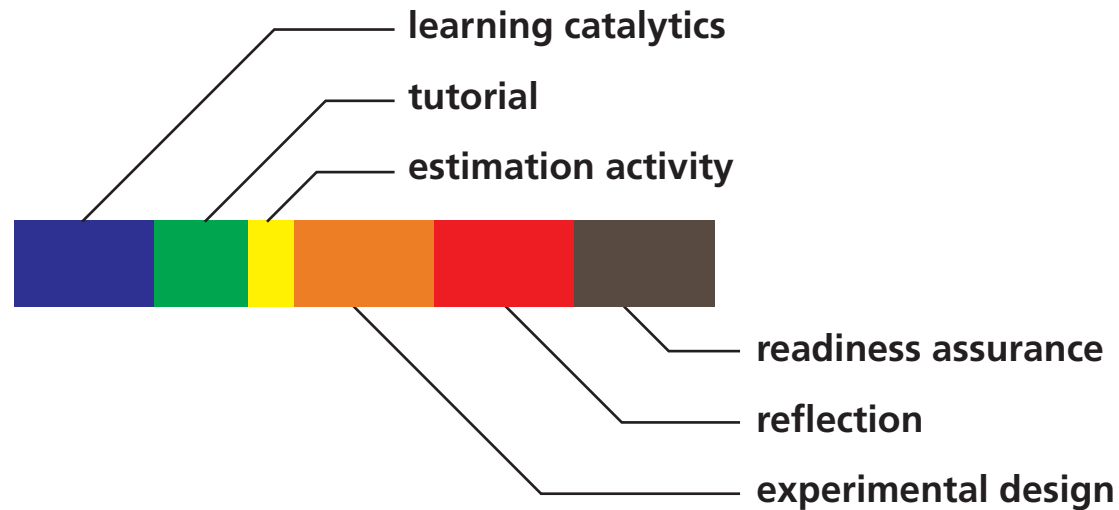 learning catalytics
tutorial
estimation activity
readiness assurance
reflection
experimental design